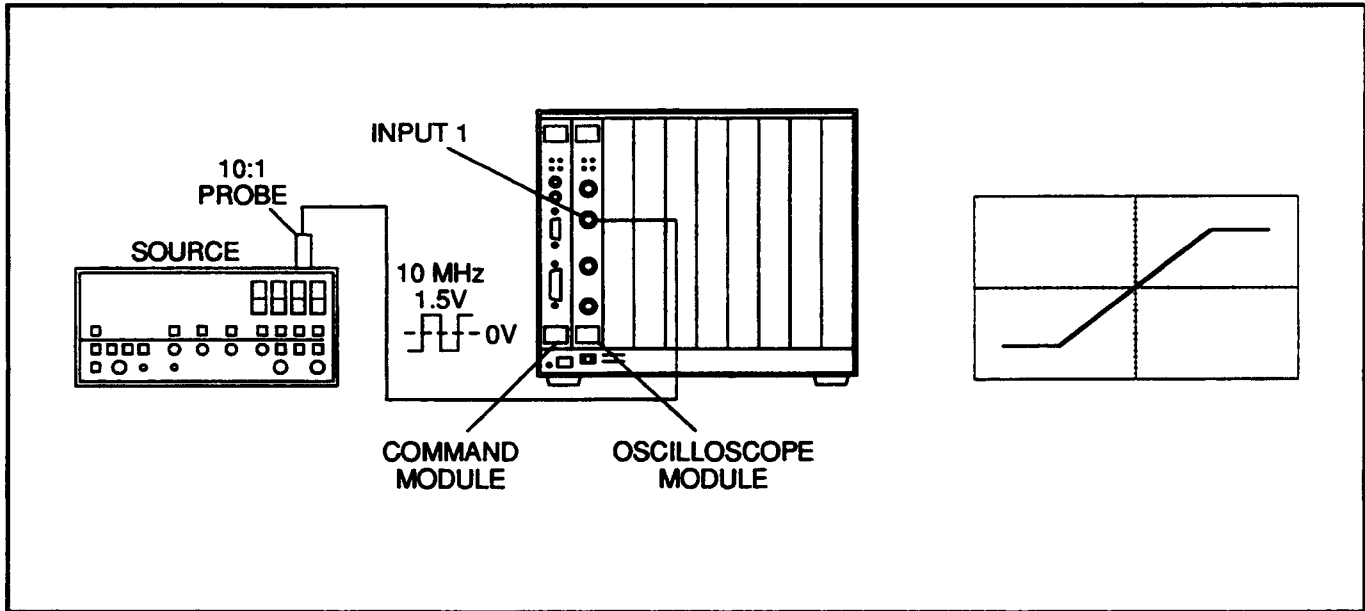 INPUT 1
10:1
PROBE
SOURCE
10 MHz
1.5V
0V
COMMAND
MODULE
OSCILLOSCOPE
MODULE